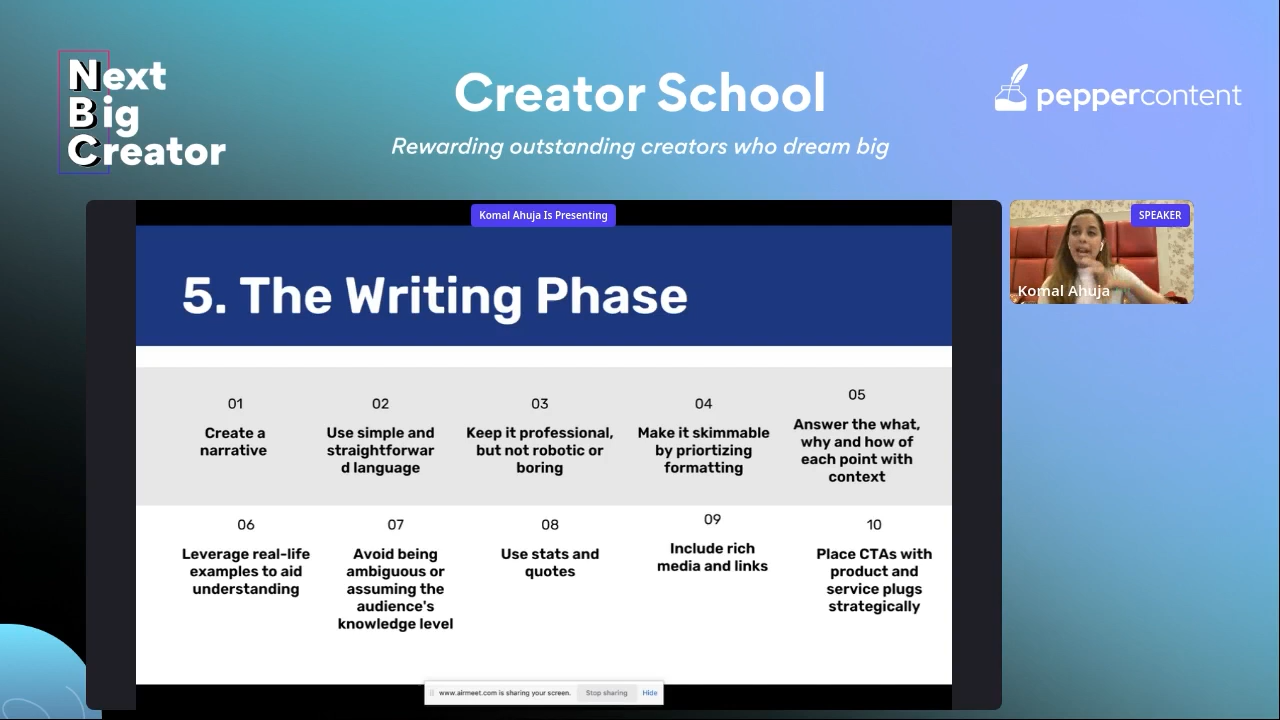 Next
Big
Creator
Creator School
Rewarding outstanding creators who dream big
peppercontent
Komal Ahuja Is Presenting
SPEAKER
Komal Ahuja
5. The Writing Phase
01
Create a
narrative
02
Use simple and
straightforwar
d language
03
Keep it professional,
but not robotic or
boring
04
Make it skimmable
by priortizing
formatting
05
Answer the what,
why and how of
each point with
context
06
Leverage real-life
examples to aid
understanding
07
Avoid being
ambiguous or
assuming the
audience's
knowledge level
08
Use stats and
quotes
09
Include rich
media and links
10
Place CTAs with
product and
service plugs
strategically
www.airmeet.com is sharing your screen.
Stop sharing
Hide